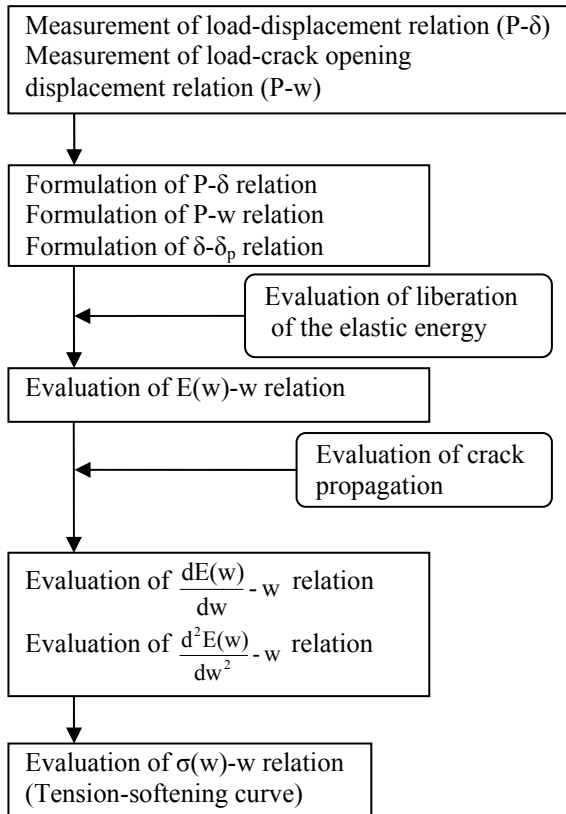 Measurement of load-displacement relation (P-δ)
Measurement of load-crack opening
displacement relation (P-w)
Formulation of P-δ relation
Formulation of P-w relation
Formulation of δ-δₚ relation
Evaluation of liberation
of the elastic energy
Evaluation of E(w)-w relation
Evaluation of crack
propagation
Evaluation of dE(w)/dw - w relation
Evaluation of d²E(w)/dw² - w relation
Evaluation of σ(w)-w relation
(Tension-softening curve)